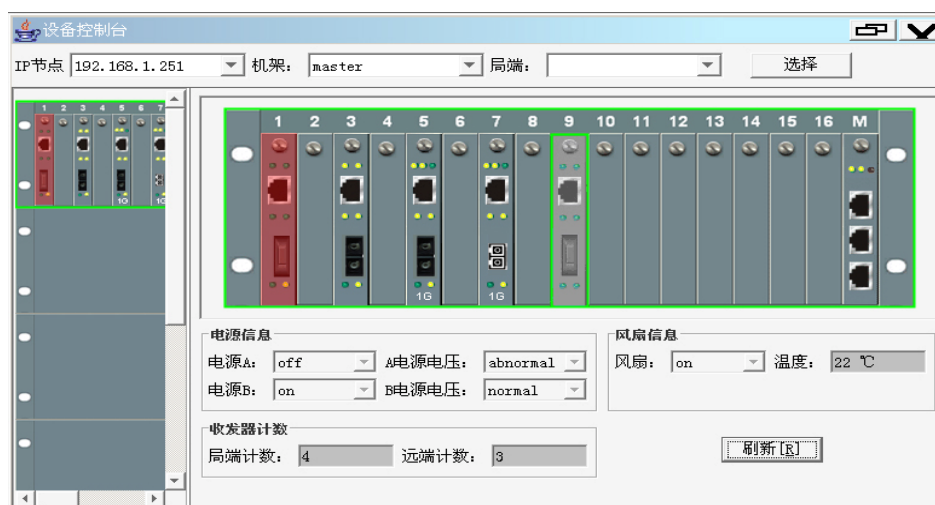 设备控制台
IP节点 192.168.1.251 机架： master 局端： 选择
1 2 3 4 5 6 7
1G 1G
1 2 3 4 5 6 7 8 9 10 11 12 13 14 15 16 M
1G 1G
电源信息
电源A： off A电源电压： abnormal
电源B： on B电源电压： normal
风扇信息
风扇： on 温度： 22 ℃
收发器计数
局端计数： 4 远端计数： 3
刷新[R]